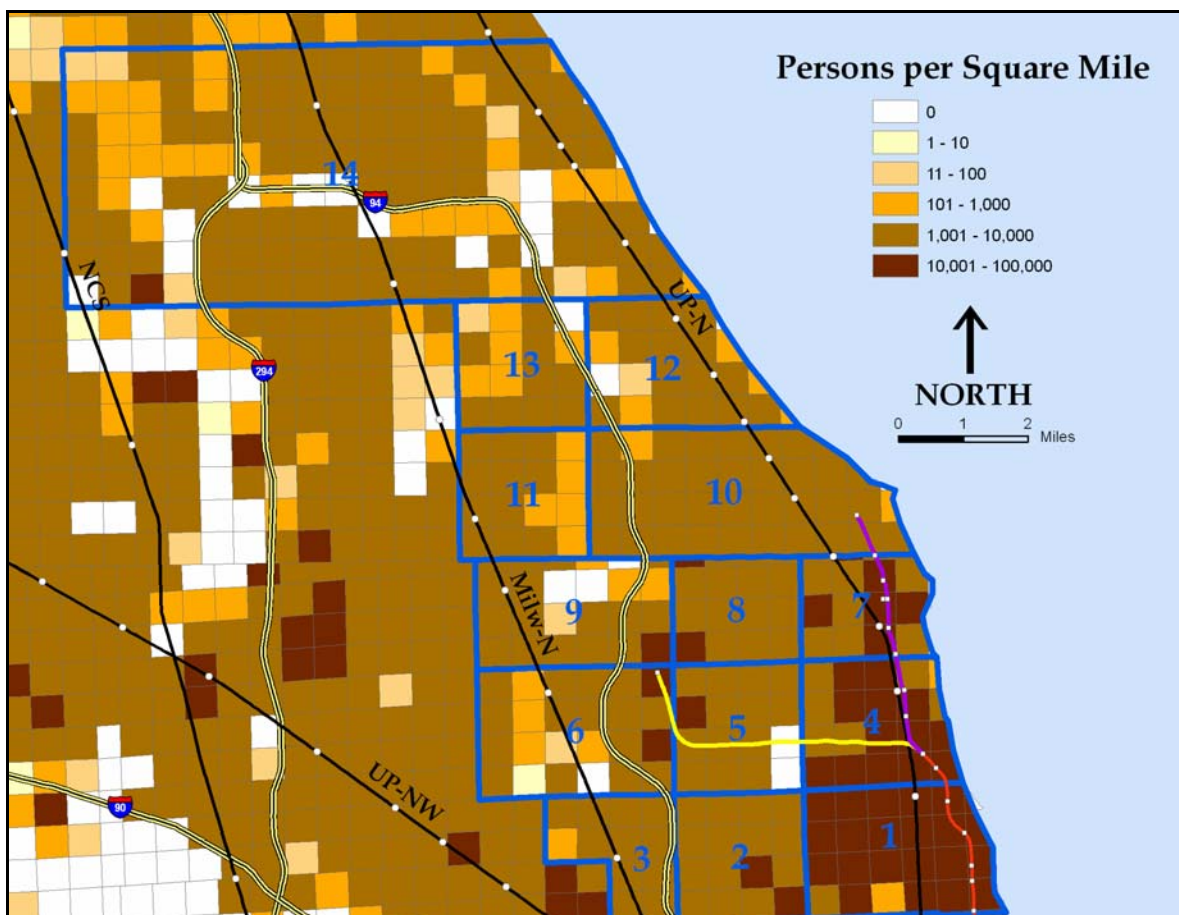 Persons per Square Mile
0
1 - 10
11 - 100
101 - 1,000
1,001 - 10,000
10,001 - 100,000
NORTH
0 1 2 Miles
14
94
NCS
UP-N
294
13
12
11
10
Milw-N
9
8
7
6
5
4
UP-NW
90
3
2
1